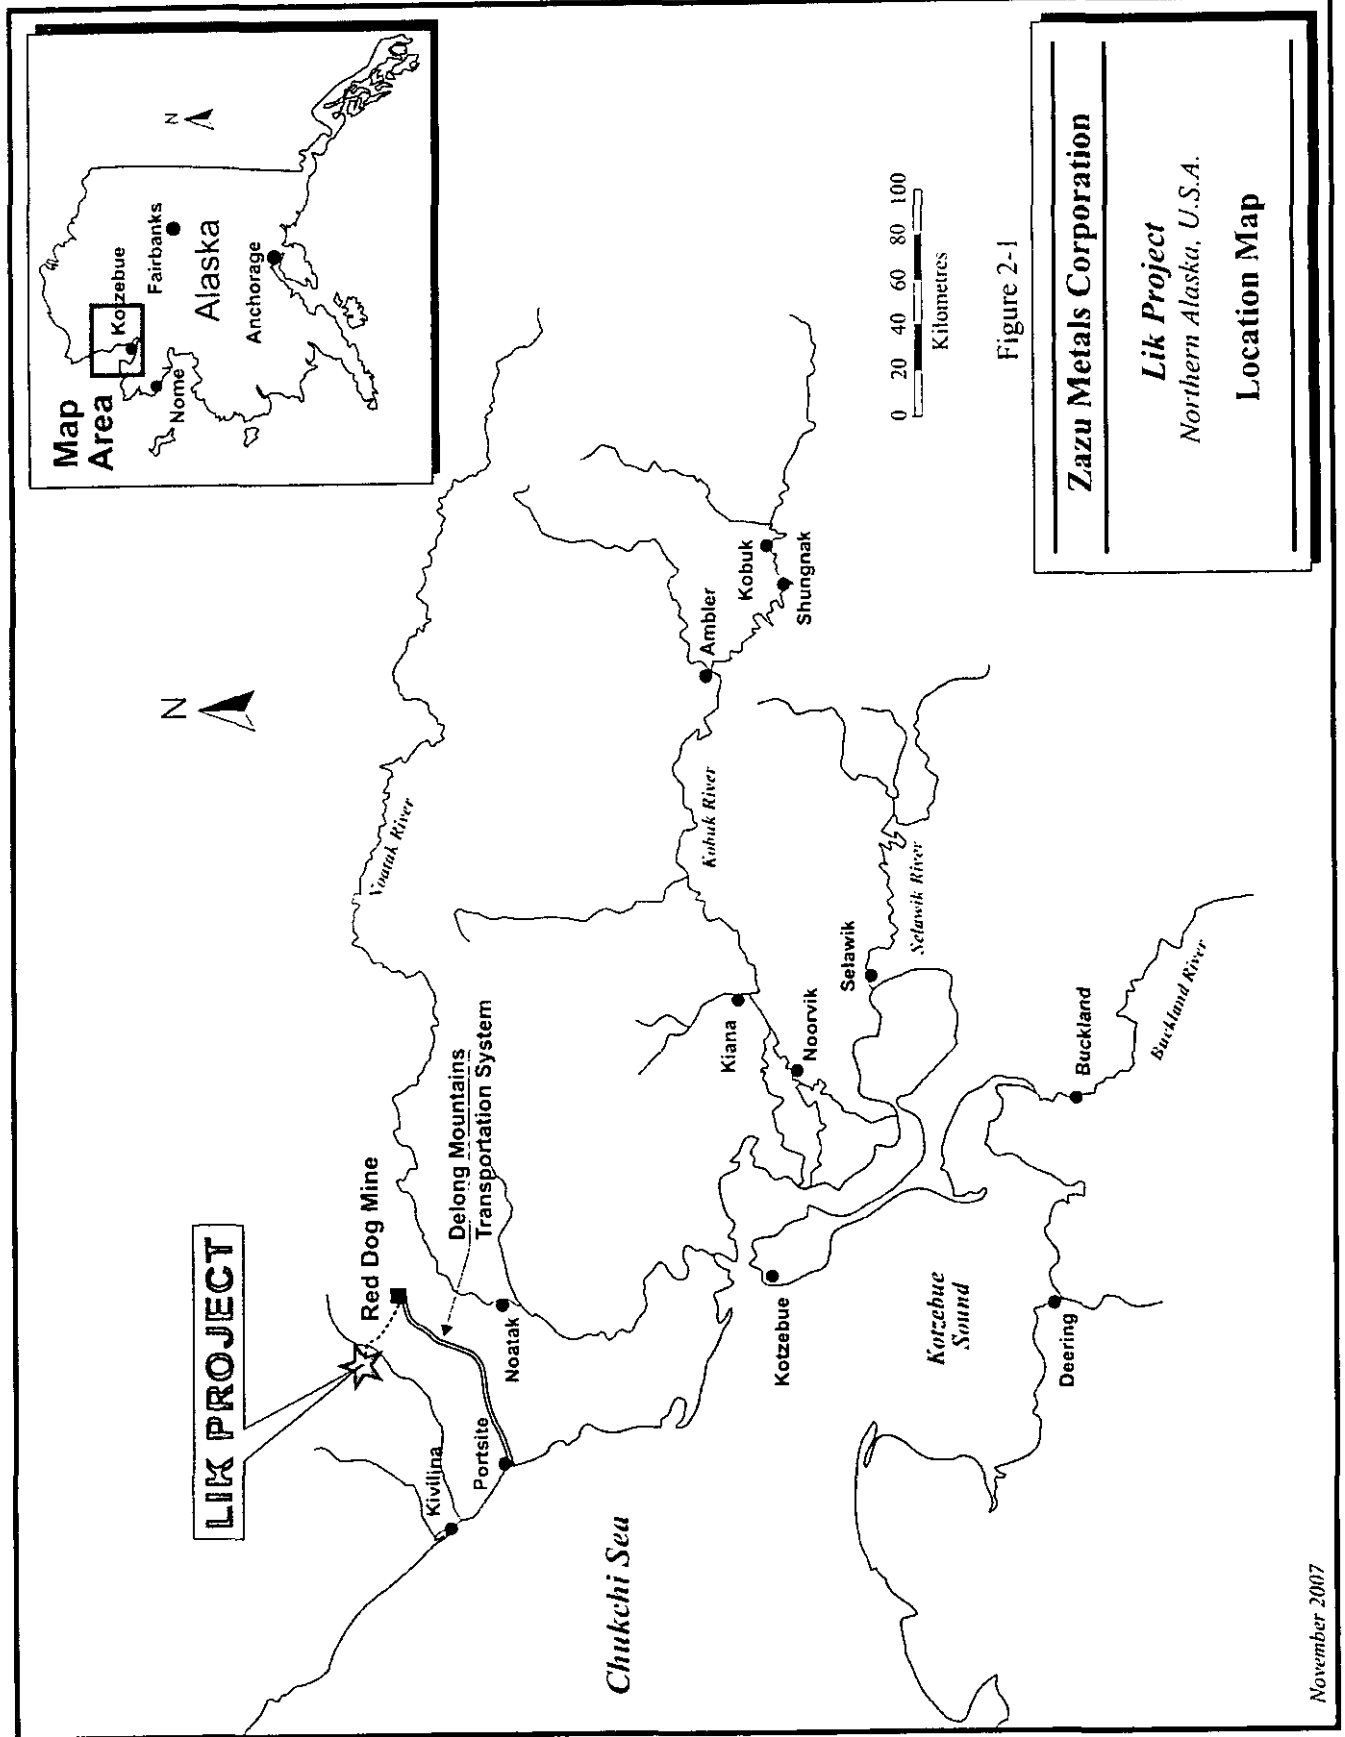 Map
Area
N
Kotzebue
Fairbanks
Nome
Alaska
Anchorage
N
LIK PROJECT
Red Dog Mine
Delong Mountains
Transportation System
Noatak River
Kivilina
Portsite
Noatak
Kobuk River
Ambler
Kobuk
Shungnak
Kiana
Noorvik
Selawik
Selawik River
Kotzebue
Chukchi Sea
Kotzebue
Sound
Buckland
Buckland River
Deering
0 20 40 60 80 100
Kilometres
Figure 2-1
Zazu Metals Corporation
Lik Project
Northern Alaska, U.S.A.
Location Map
November 2007